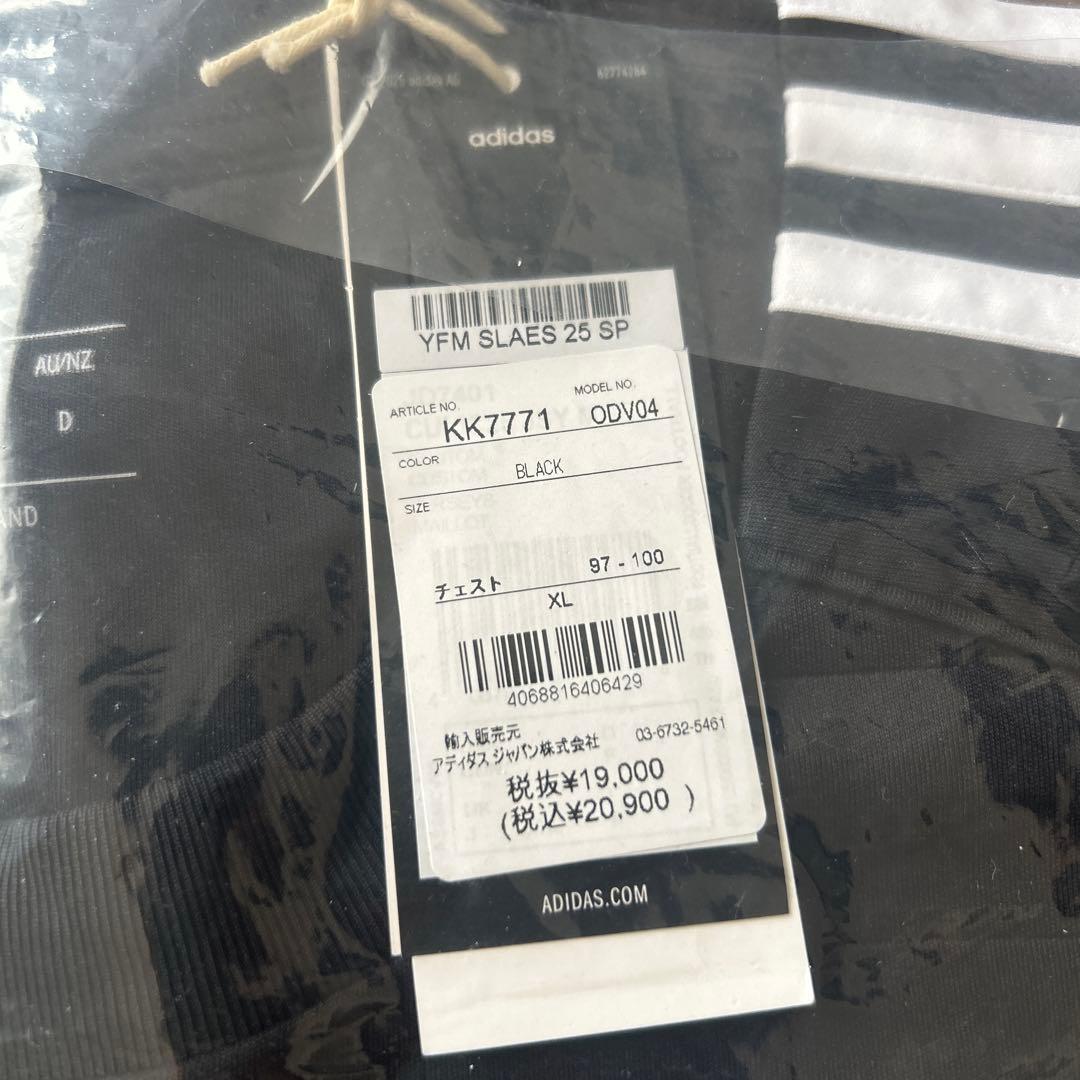 adidas
YFM SLAES 25 SP
AU/NZ
D
AND
ARTICLE NO. KK7771
MODEL NO. ODV04
COLOR BLACK
SIZE
チェスト 97 - 100
XL
4068816406429
輸入販売元
アディダス ジャパン株式会社 03-6732-5461
税抜¥19,000
(税込¥20,900 )
ADIDAS.COM